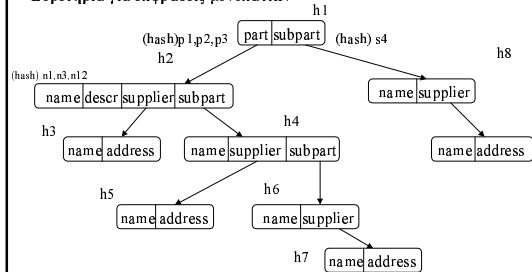 h1
part subpart
(hash)p1,p2,p3
(hash) s4
h2
h8
(hash) n1,n3,n12
name descr supplier subpart
name supplier
h3
h4
name address
name supplier subpart
name address
h5
h6
name address
name supplier
h7
name address